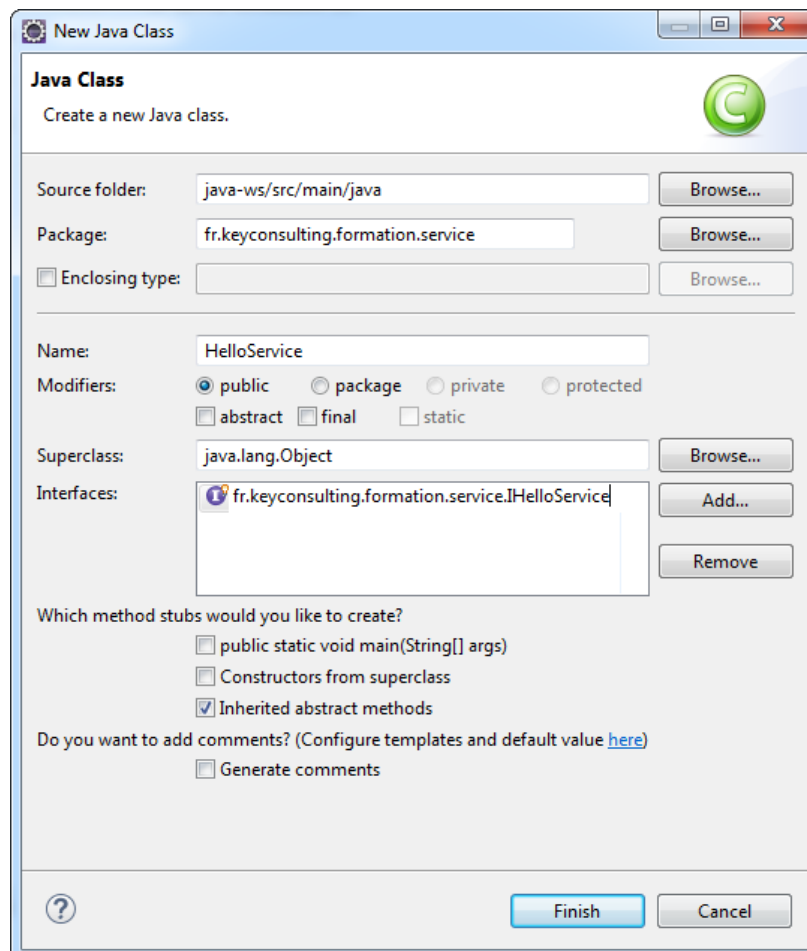 New Java Class
Java Class
Create a new Java class.
Source folder: java-ws/src/main/java Browse...
Package: fr.keyconsulting.formation.service Browse...
Enclosing type: Browse...
Name: HelloService
Modifiers: public package private protected
abstract final static
Superclass: java.lang.Object Browse...
Interfaces: fr.keyconsulting.formation.service.IHelloService Add...
Remove
Which method stubs would you like to create?
public static void main(String[] args)
Constructors from superclass
Inherited abstract methods
Do you want to add comments? (Configure templates and default value here)
Generate comments
? Finish Cancel